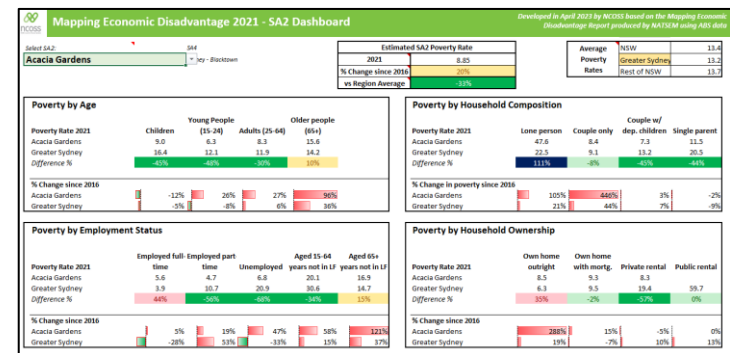 ncoss
Mapping Economic Disadvantage 2021 - SA2 Dashboard
Developed in April 2023 by NCOSS based on the Mapping Economic
Disadvantage Report produced by NATSEM using ABS data
Select SA2:
SA4
Acacia Gardens
ney - Blacktown
Estimated SA2 Poverty Rate
2021 8.85
% Change since 2016 20%
vs Region Average -33%
Average NSW 13.4
Poverty Greater Sydney 13.2
Rates Rest of NSW 13.7
Poverty by Age
Young People Older people
Poverty Rate 2021 Children (15-24) Adults (25-64) (65+)
Acacia Gardens 9.0 6.3 8.3 15.6
Greater Sydney 16.4 12.1 11.9 14.2
Difference % -45% -48% -30% 10%
% Change since 2016
Acacia Gardens -12% 26% 27% 96%
Greater Sydney -5% -8% 6% 36%
Poverty by Household Composition
Couple w/
Poverty Rate 2021 Lone person Couple only dep. children Single parent
Acacia Gardens 47.6 8.4 7.3 11.5
Greater Sydney 22.5 9.1 13.2 20.5
Difference % 111% -8% -45% -44%
% Change in poverty since 2016
Acacia Gardens 105% 446% 3% -2%
Greater Sydney 21% 44% 7% -9%
Poverty by Employment Status
Employed full- Employed part Aged 15-64 Aged 65+
Poverty Rate 2021 time time Unemployed years not in LF years not in LF
Acacia Gardens 5.6 4.7 6.8 20.1 16.9
Greater Sydney 3.9 10.7 20.9 30.6 14.7
Difference % 44% -56% -68% -34% 15%
% Change since 2016
Acacia Gardens 5% 19% 47% 58% 121%
Greater Sydney -28% 53% -33% 15% 37%
Poverty by Household Ownership
Own home Own home
Poverty Rate 2021 outright with mortg. Private rental Public rental
Acacia Gardens 8.5 9.3 8.3
Greater Sydney 6.3 9.5 19.4 59.7
Difference % 35% -2% -57% 0%
% Change since 2016
Acacia Gardens 288% 15% -5% 0%
Greater Sydney 19% -7% 10% 13%